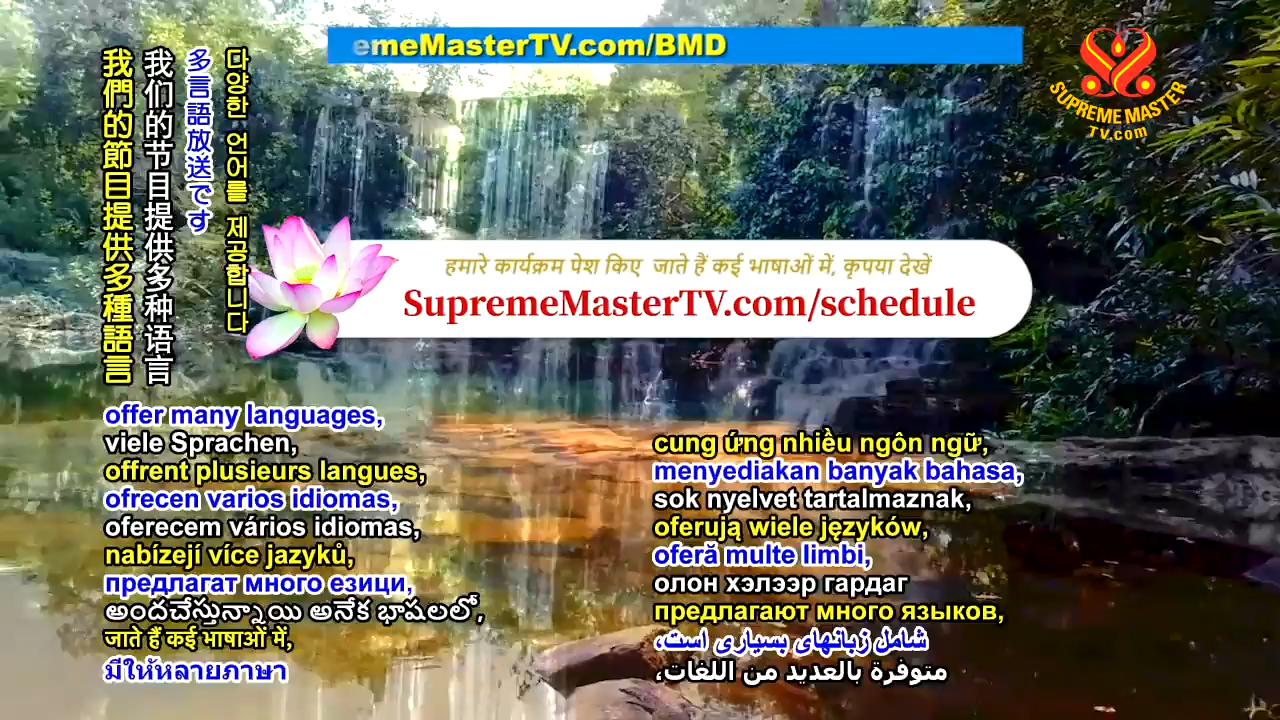 emeMasterTV.com/BMD
SUPREME MASTER
TV.com
我們的節目提供多種語言
我们的节目提供多种语言
多言語放送です
다양한 언어를 제공합니다
हमारे कार्यक्रम पेश किए जाते हैं कई भाषाओं में, कृपया देखें
SupremeMasterTV.com/schedule
offer many languages,
viele Sprachen,
offrent plusieurs langues,
ofrecen varios idiomas,
oferecem vários idiomas,
nabízejí více jazyků,
предлагат много езици,
అందచేస్తున్నాయి అనేక భాషలలో,
जाते हैं कई भाषाओं में,
มีให้หลายภาษา
cung ứng nhiều ngôn ngữ,
menyediakan banyak bahasa,
sok nyelvet tartalmaznak,
oferują wiele języków,
oferă multe limbi,
олон хэлээр гардаг
предлагают много языков,
شامل زبانهای بسیاری است،
متوفرة بالعديد من اللغات،